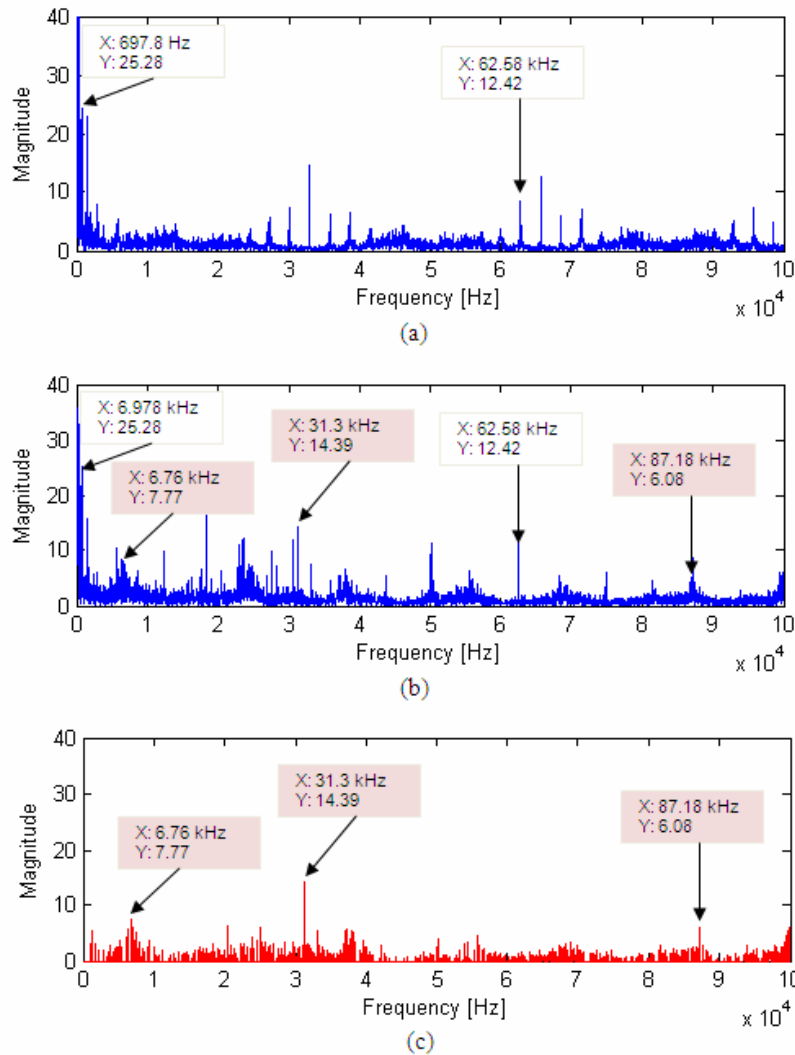 40
X: 697.8 Hz
Y: 25.28
X: 62.58 kHz
Y: 12.42
30
20
10
0
Magnitude
0 1 2 3 4 5 6 7 8 9 10
Frequency [Hz]
x 10^4
(a)
40
X: 6.978 kHz
Y: 25.28
X: 31.3 kHz
Y: 14.39
X: 62.58 kHz
Y: 12.42
X: 6.76 kHz
Y: 7.77
X: 87.18 kHz
Y: 6.08
30
20
10
0
Magnitude
0 1 2 3 4 5 6 7 8 9 10
Frequency [Hz]
x 10^4
(b)
40
X: 31.3 kHz
Y: 14.39
X: 6.76 kHz
Y: 7.77
X: 87.18 kHz
Y: 6.08
30
20
10
0
Magnitude
0 1 2 3 4 5 6 7 8 9 10
Frequency [Hz]
x 10^4
(c)